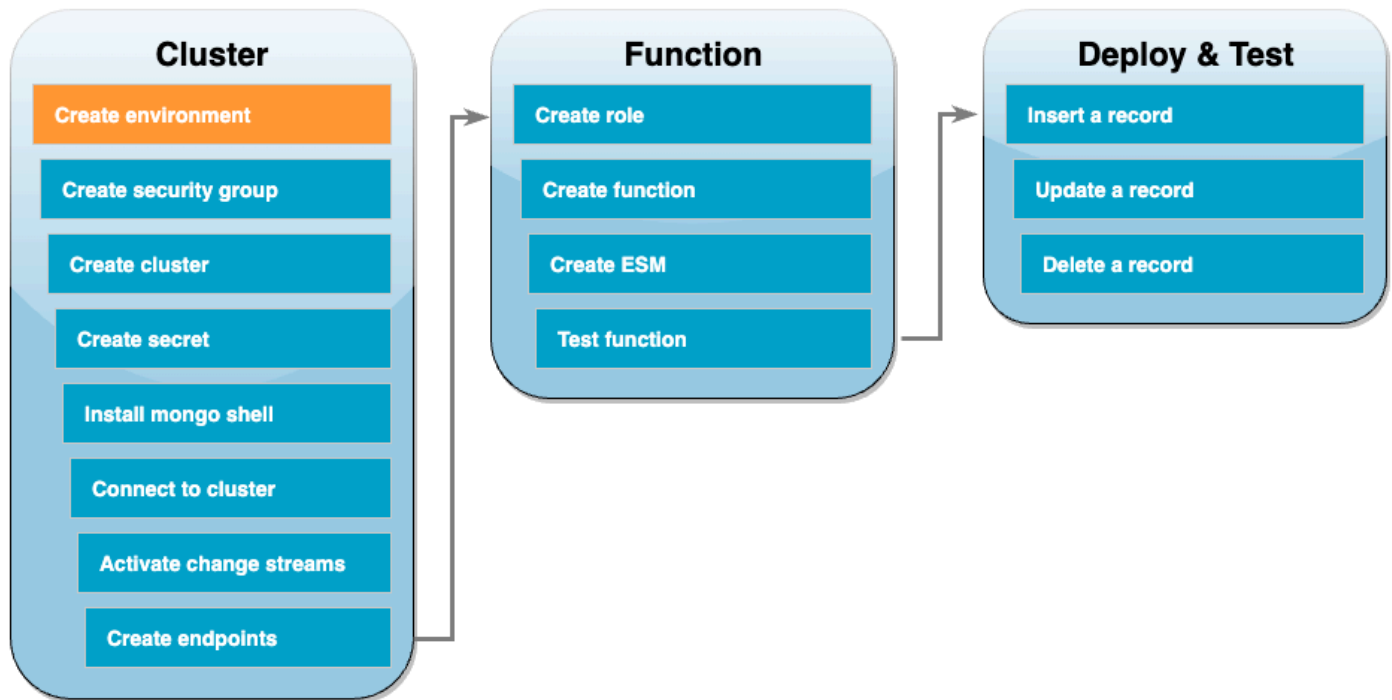 Cluster
Create environment
Create security group
Create cluster
Create secret
Install mongo shell
Connect to cluster
Activate change streams
Create endpoints
Function
Create role
Create function
Create ESM
Test function
Deploy & Test
Insert a record
Update a record
Delete a record